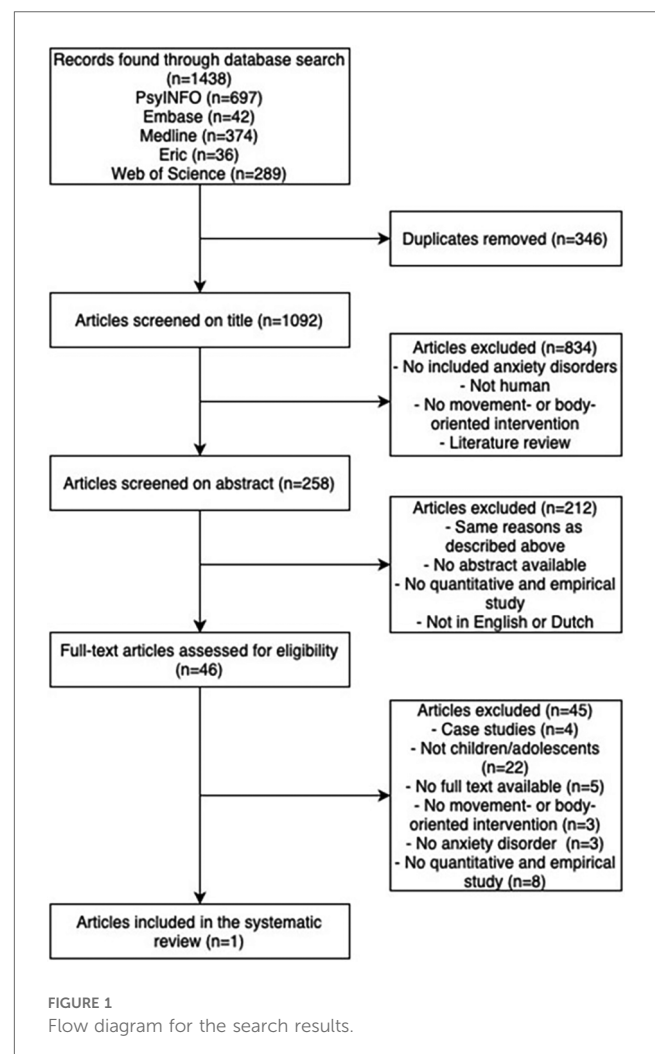 Records found through database search
(n=1438)
PsyINFO (n=697)
Embase (n=42)
Medline (n=374)
Eric (n=36)
Web of Science (n=289)
Duplicates removed (n=346)
Articles screened on title (n=1092)
Articles excluded (n=834)
- No included anxiety disorders
- Not human
- No movement- or body-
oriented intervention
- Literature review
Articles screened on abstract (n=258)
Articles excluded (n=212)
- Same reasons as
described above
- No abstract available
- No quantitative and empirical
study
- Not in English or Dutch
Full-text articles assessed for eligibility
(n=46)
Articles excluded (n=45)
- Case studies (n=4)
- Not children/adolescents
(n=22)
- No full text available (n=5)
- No movement- or body-
oriented intervention (n=3)
- No anxiety disorder (n=3)
- No quantitative and empirical
study (n=8)
Articles included in the systematic
review (n=1)
FIGURE 1
Flow diagram for the search results.